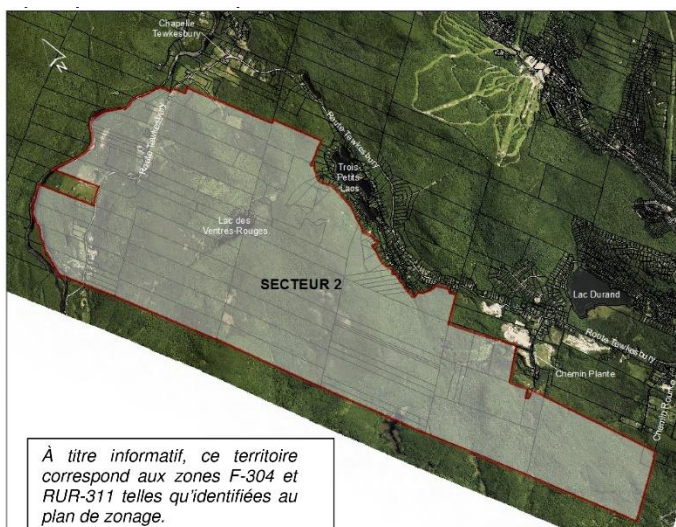 Chapelle
Tewkesbury
N
Route Tewkesbury
Route Tewkesbury
Trois-
Petits-
Lacs
Lac des
Ventres-Rouges
SECTEUR 2
Lac Durand
Route Tewkesbury
Chemin Plante
Chemin Bourke
À titre informatif, ce territoire
correspond aux zones F-304 et
RUR-311 telles qu'identifiées au
plan de zonage.